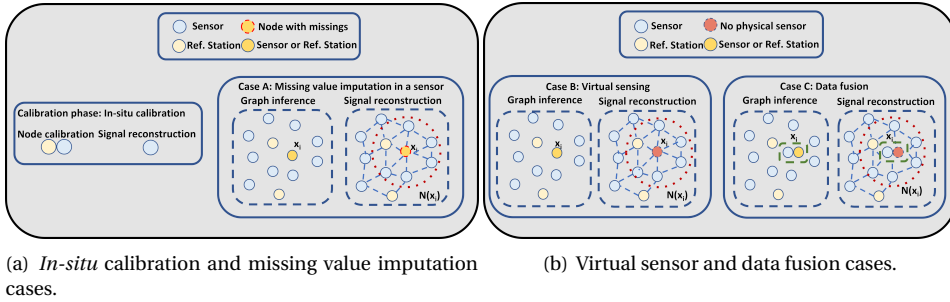 Sensor
Node with missings
Ref. Station
Sensor or Ref. Station
Calibration phase: In-situ calibration
Node calibration Signal reconstruction
Case A: Missing value imputation in a sensor
Graph inference
Signal reconstruction
xi
xi
N(xi)
(a) In-situ calibration and missing value imputation
cases.
Sensor
No physical sensor
Ref. Station
Sensor or Ref. Station
Case B: Virtual sensing
Graph inference
Signal reconstruction
xi
xi
N(xi)
Case C: Data fusion
Graph inference
Signal reconstruction
xi
xi
N(xi)
(b) Virtual sensor and data fusion cases.